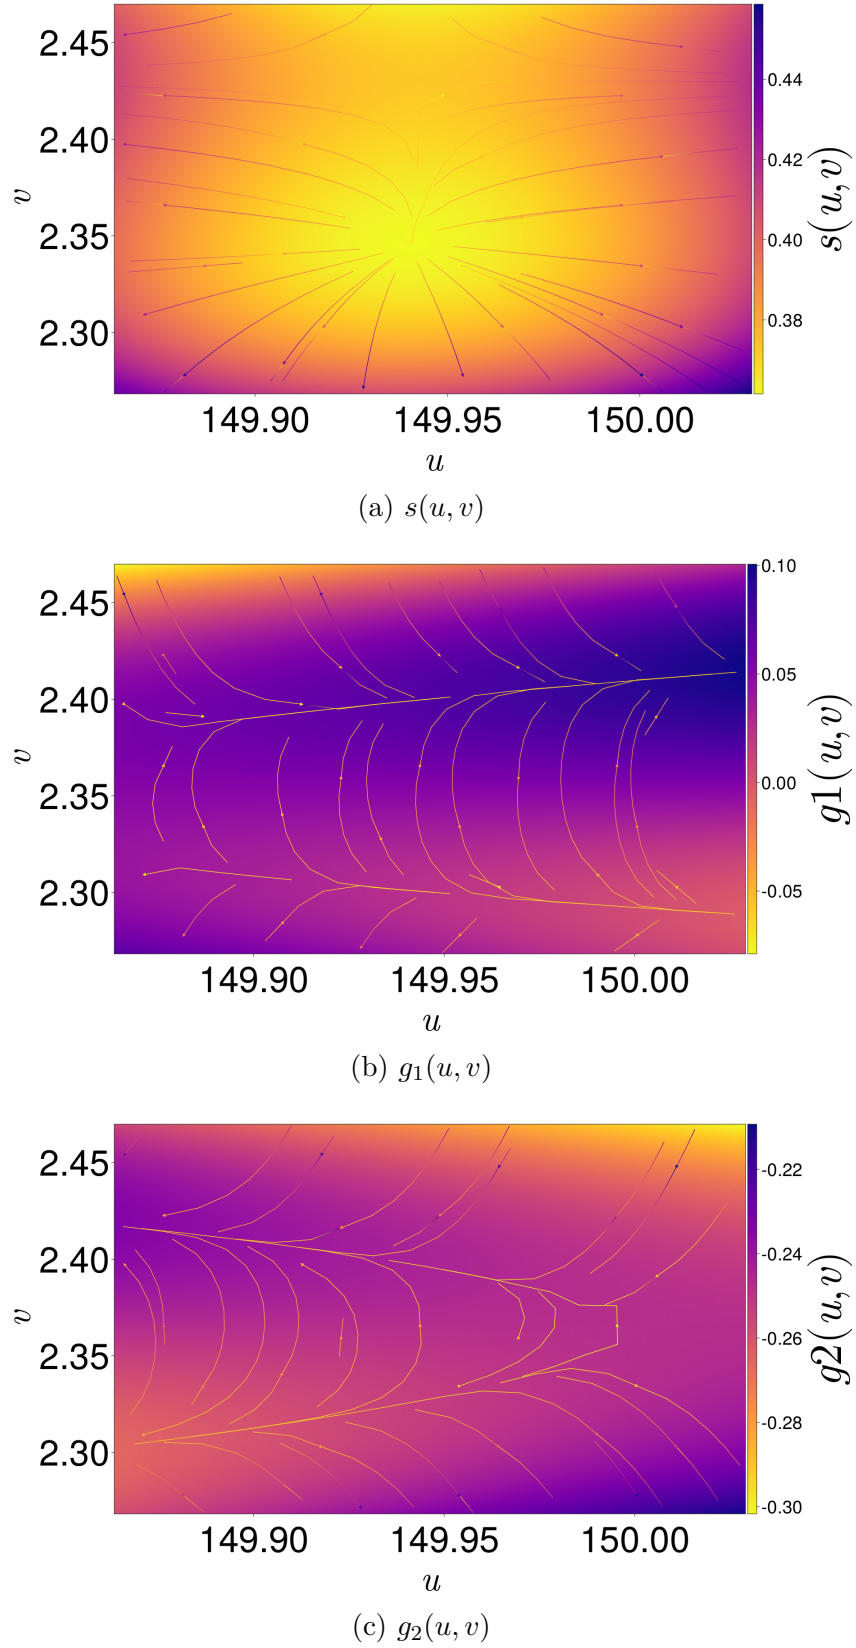 2.45
2.40
2.35
2.30
v
149.90 149.95 150.00
u
0.44
0.42
0.40
0.38
s(u,v)
(a) s(u, v)
2.45
2.40
2.35
2.30
v
149.90 149.95 150.00
u
0.10
0.05
0.00
-0.05
g1(u,v)
(b) g₁(u, v)
2.45
2.40
2.35
2.30
v
149.90 149.95 150.00
u
-0.22
-0.24
-0.26
-0.28
-0.30
g2(u,v)
(c) g₂(u, v)